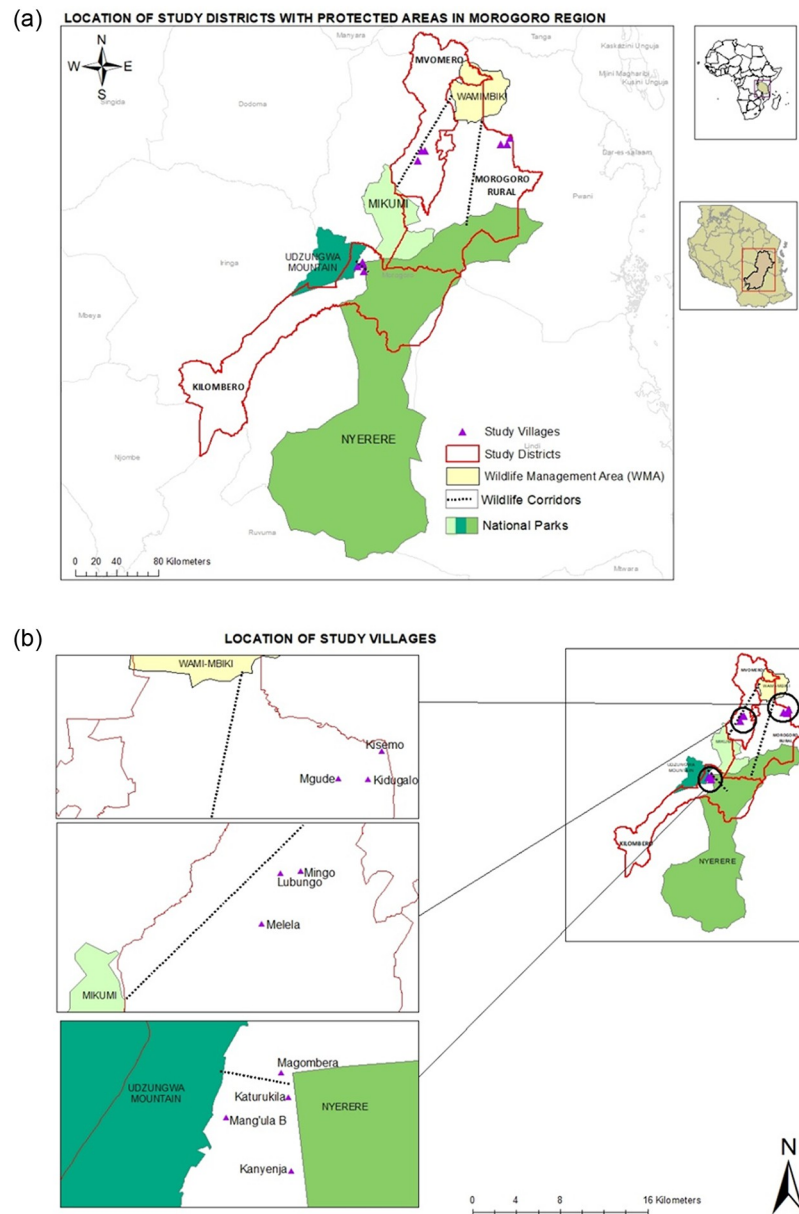 (a)
LOCATION OF STUDY DISTRICTS WITH PROTECTED AREAS IN MOROGORO REGION
N
W
E
S
Manyara
Tanga
Kaskazini Unguja
Mjini Magharibi
Kusini Unguja
Singida
Dodoma
MVOMERO
WAMIMBIKI
Dar-es-salaam
MOROGORO
RURAL
Pwani
MIKUMI
Iringa
UDZUNGWA
MOUNTAIN
Morogoro
Mbeya
KILOMBERO
NYERERE
Lindi
Njombe
Ruvuma
Mtwara
Study Villages
Study Districts
Wildlife Management Area (WMA)
Wildlife Corridors
National Parks
0 20 40 80 Kilometers
(b)
LOCATION OF STUDY VILLAGES
WAMI-MBIKI
Kisemo
Mgude
Kidugalo
Mingo
Lubungo
Melela
MIKUMI
Magombera
UDZUNGWA
MOUNTAIN
Katurukila
NYERERE
Mang'ula B
Kanyenja
MVOMERO
MOROGORO
RURAL
UDZUNGWA
MOUNTAIN
KILOMBERO
NYERERE
N
0 2 4 8 16 Kilometers